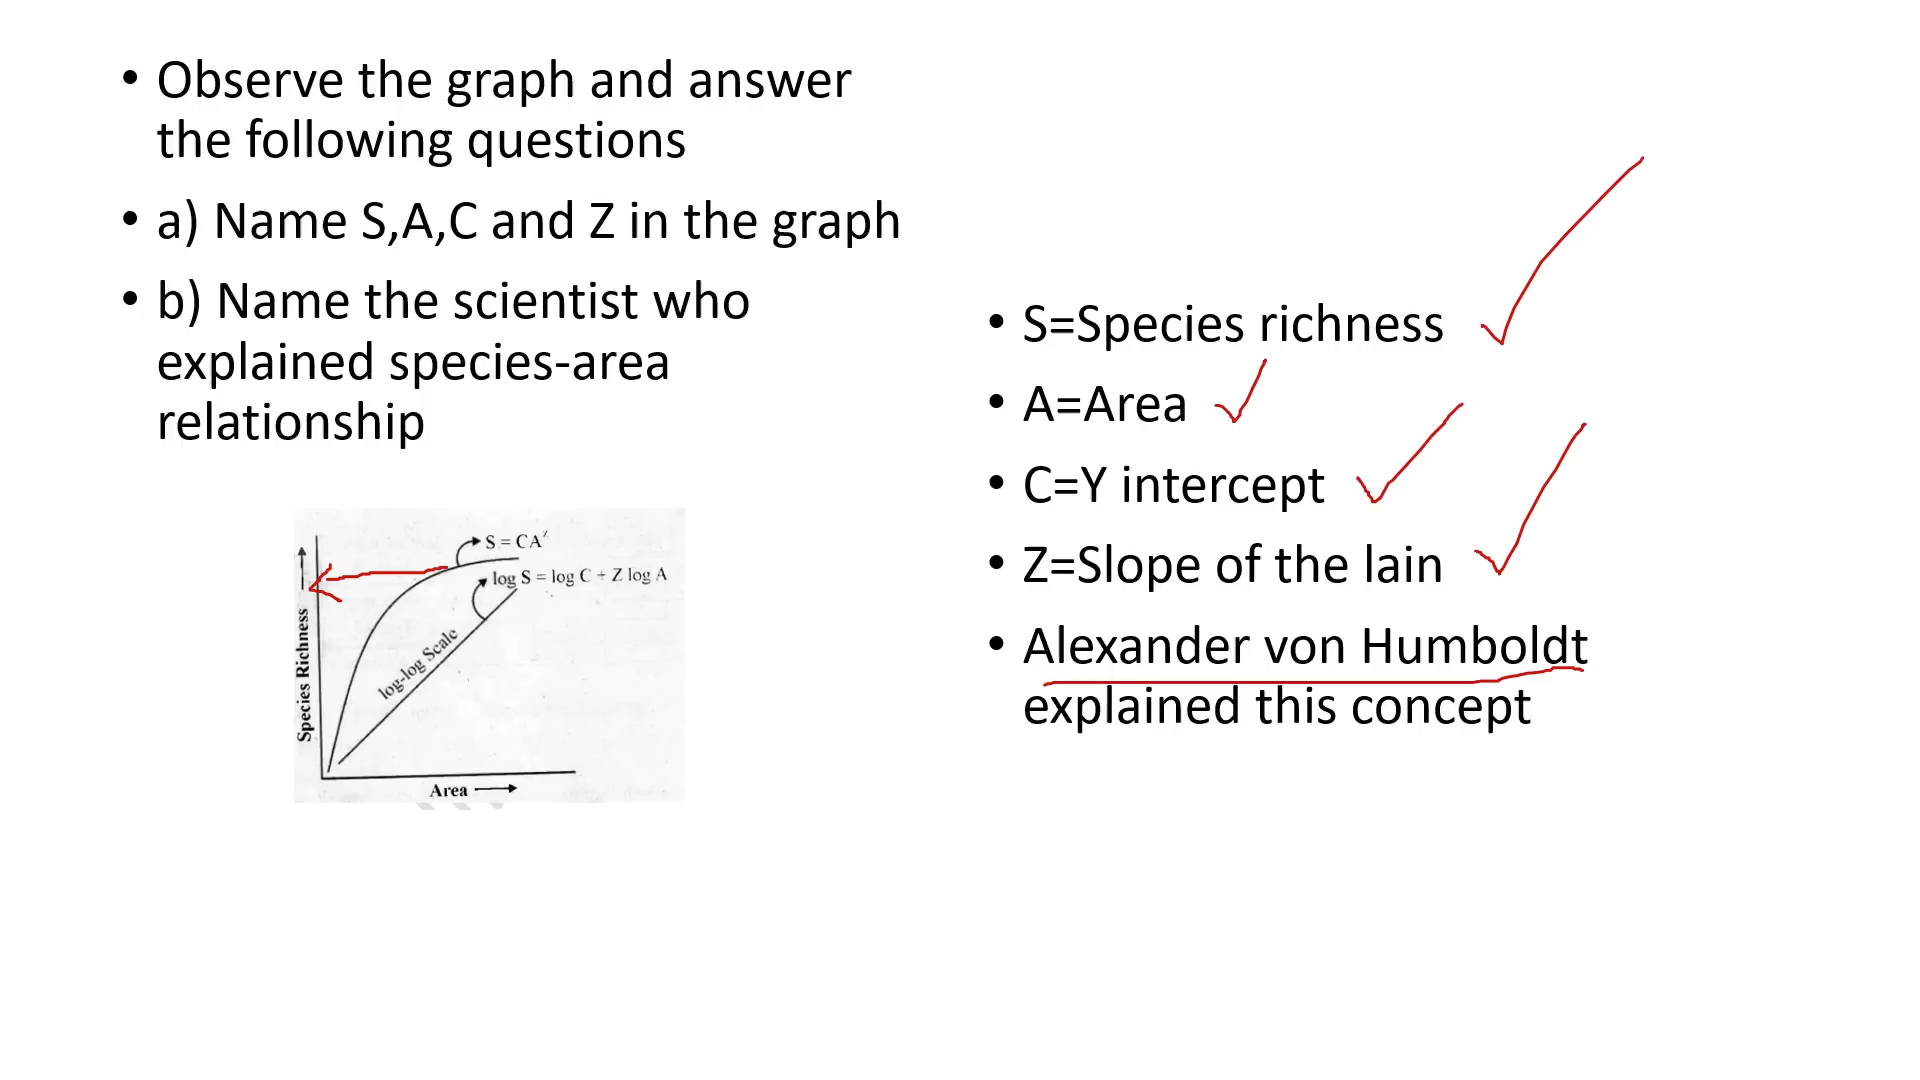 • Observe the graph and answer
the following questions
• a) Name S,A,C and Z in the graph
• b) Name the scientist who
explained species-area
relationship
S = CA^z
log S = log C + Z log A
log-log Scale
Species Richness
Area
• S=Species richness
• A=Area
• C=Y intercept
• Z=Slope of the lain
• Alexander von Humboldt
explained this concept